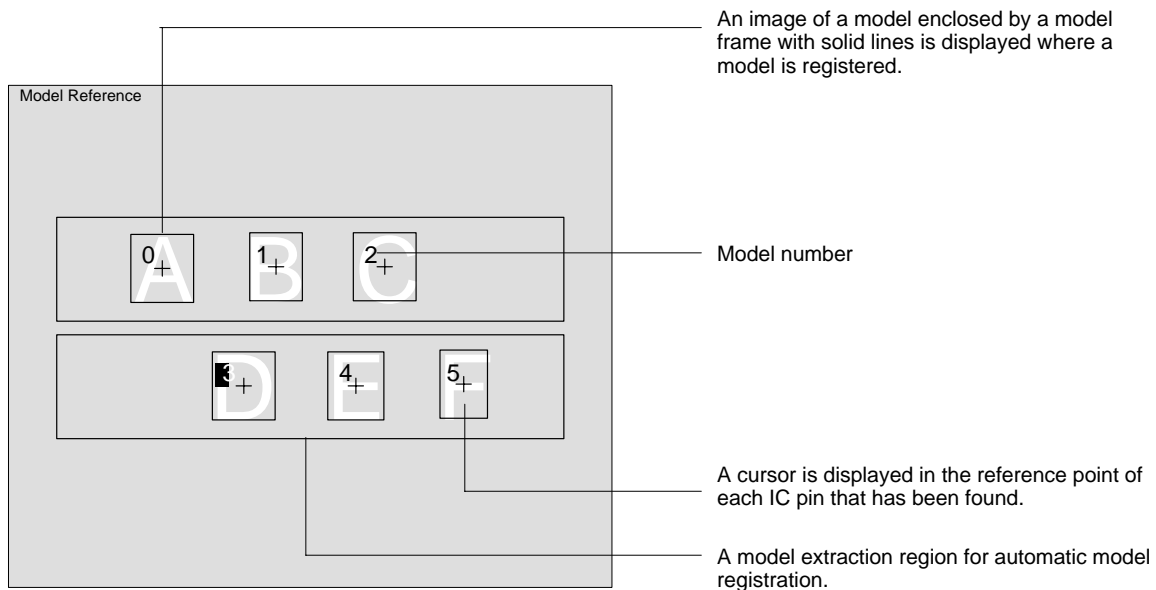 An image of a model enclosed by a model
frame with solid lines is displayed where a
model is registered.
Model Reference
0 A 1 B 2 C
Model number
3 D 4 E 5 F
A cursor is displayed in the reference point of
each IC pin that has been found.
A model extraction region for automatic model
registration.